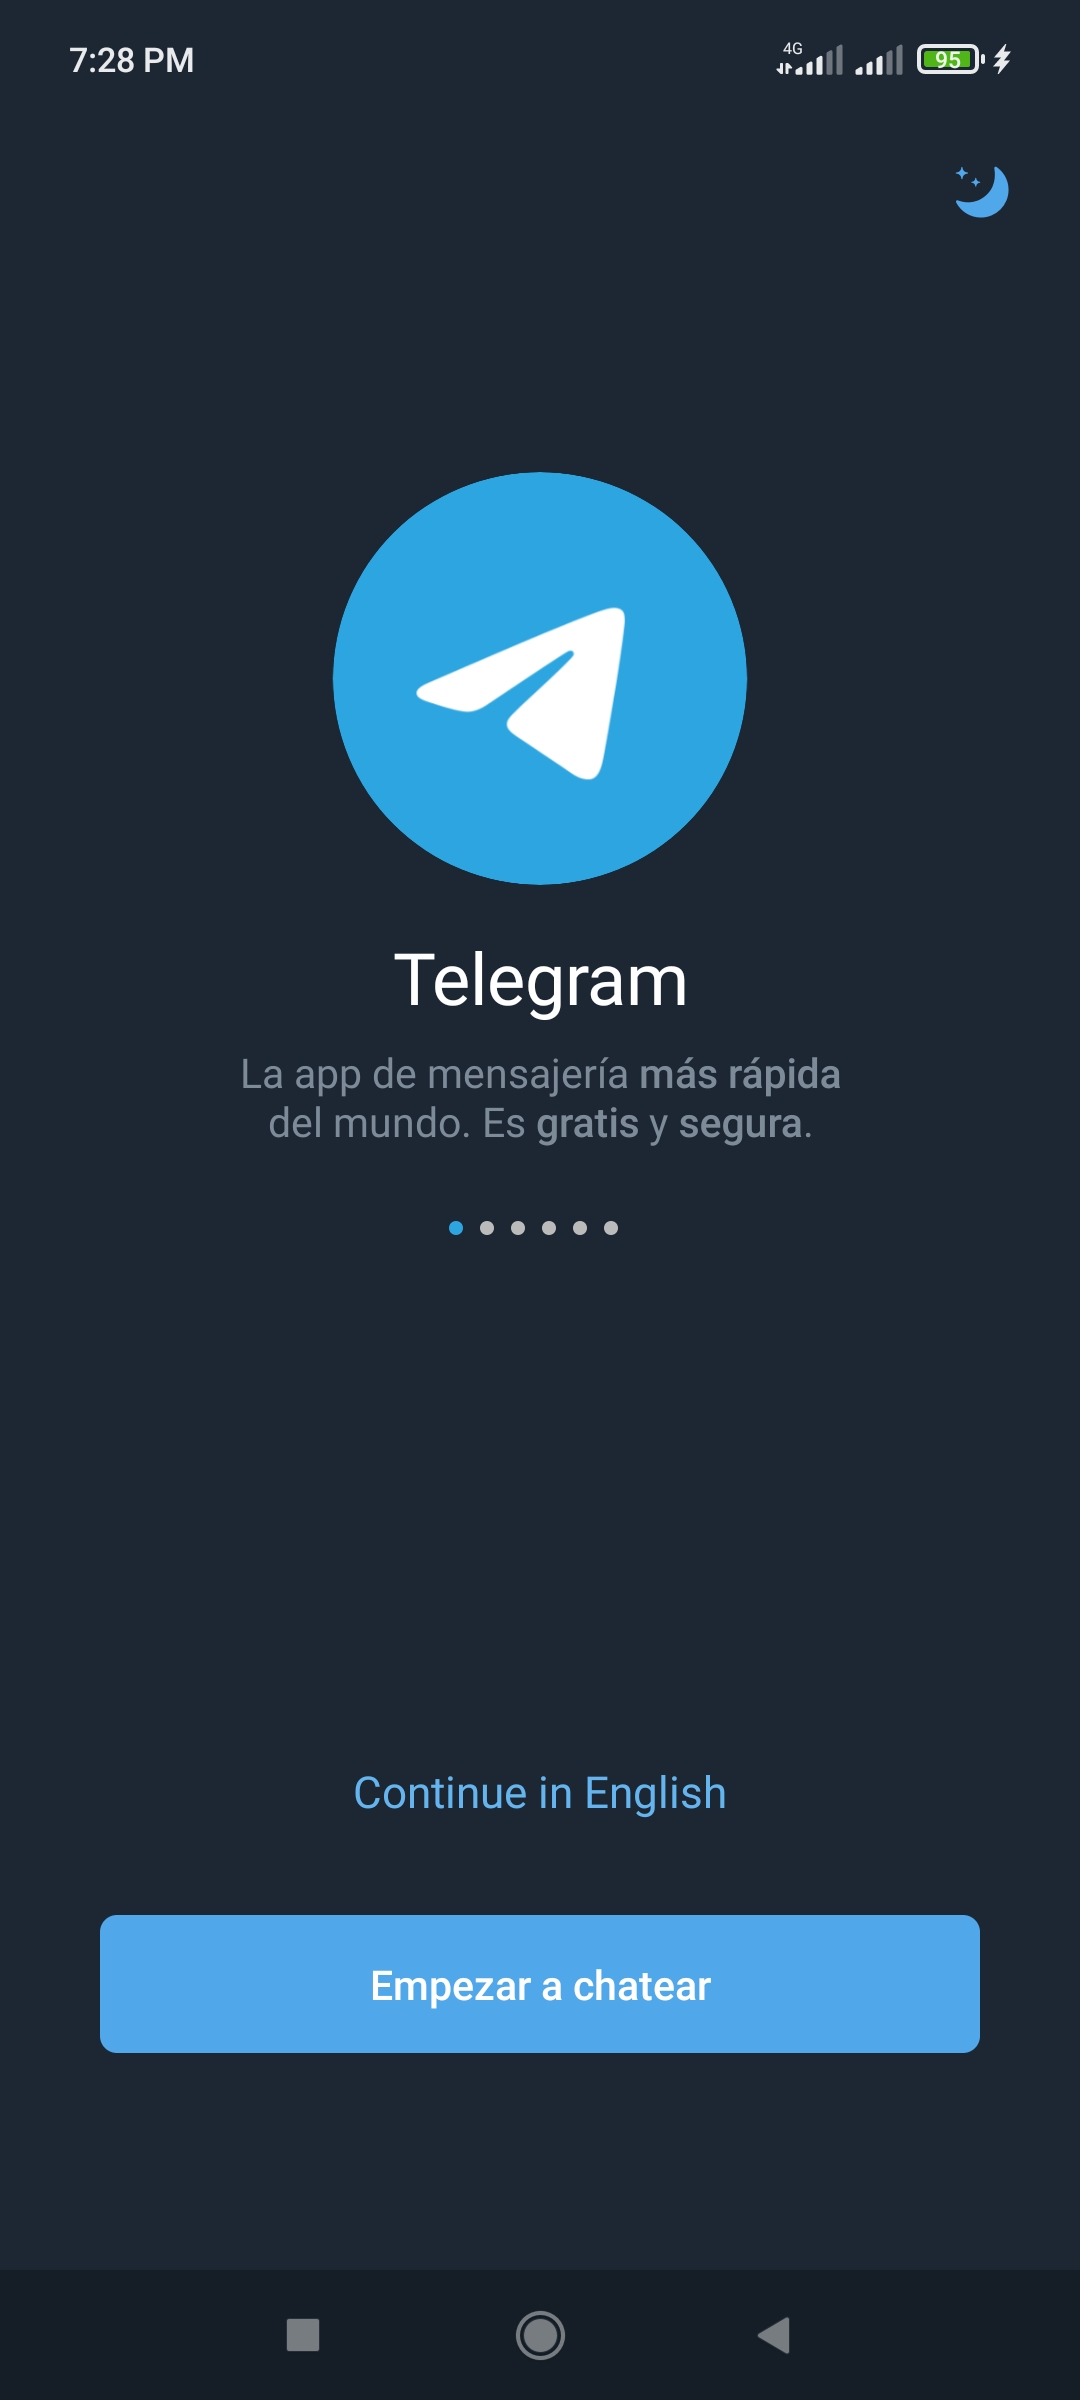 7:28 PM
4G
95
Telegram
La app de mensajería más rápida
del mundo. Es gratis y segura.
Continue in English
Empezar a chatear